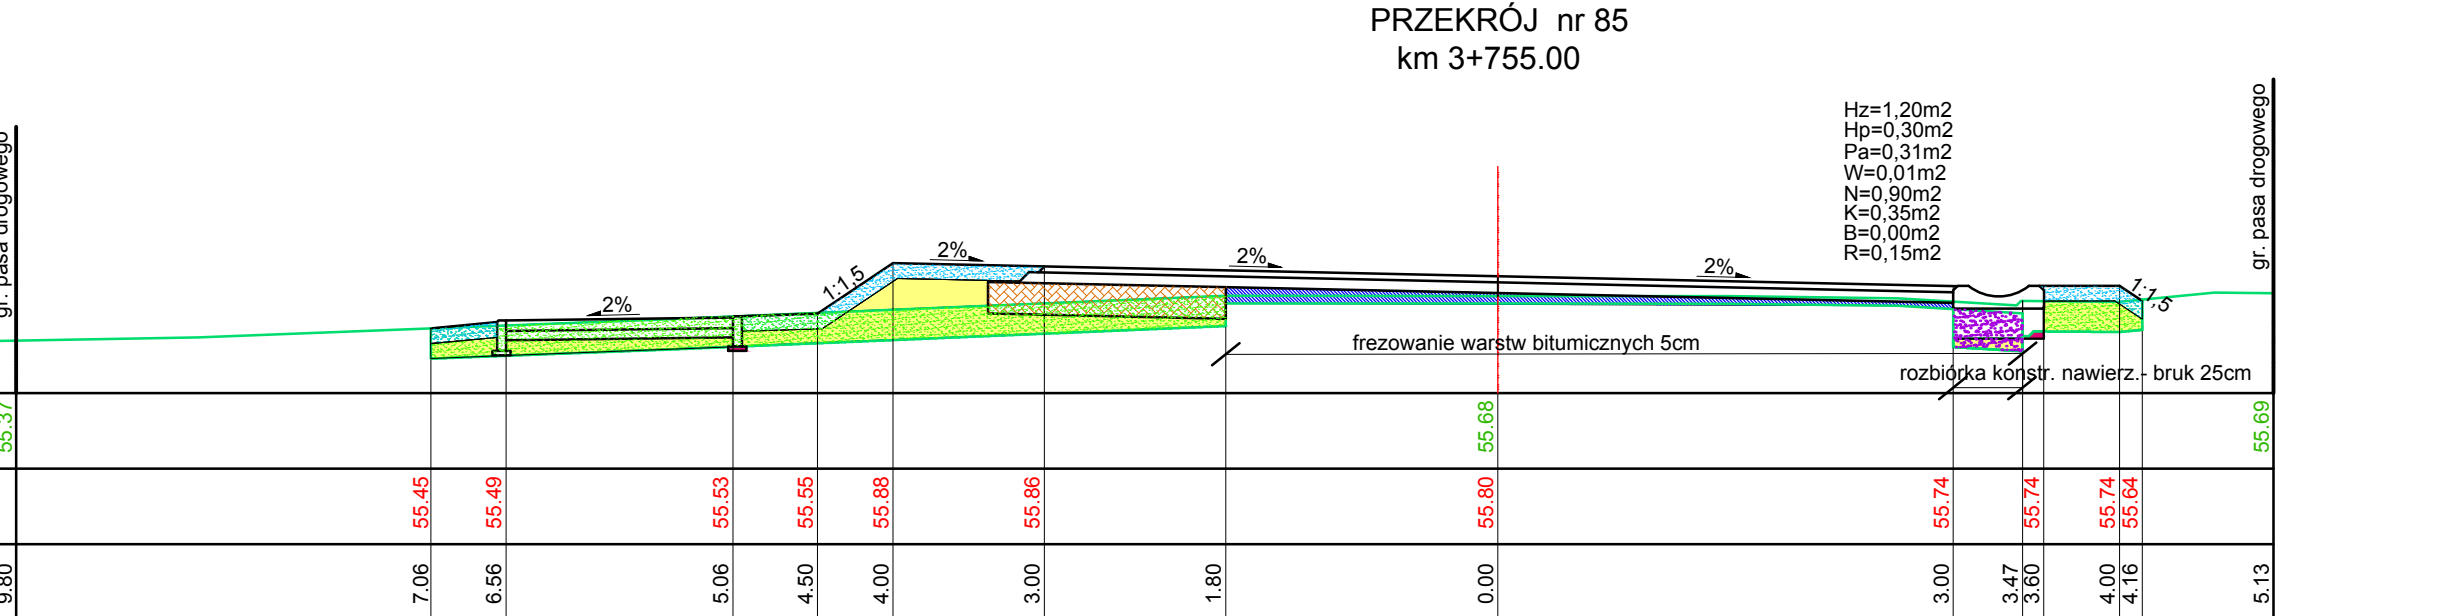 PRZEKRÓJ nr 85
km 3+755.00
Hz=1,20m2
Hp=0,30m2
Pa=0,31m2
W=0,01m2
N=0,90m2
K=0,35m2
B=0,00m2
R=0,15m2
gr. pasa drogowego
gr. pasa drogowego
2%
1:1,5
2%
2%
2%
1:1,5
frezowanie warstw bitumicznych 5cm
rozbiórka konstr. nawierz.- bruk 25cm
55.37
55.68
55.69
55.45
55.49
55.53
55.55
55.88
55.86
55.80
55.74
55.74
55.74
55.64
9.80
7.06
6.56
5.06
4.50
4.00
3.00
1.80
0.00
3.00
3.47
3.60
4.00
4.16
5.13